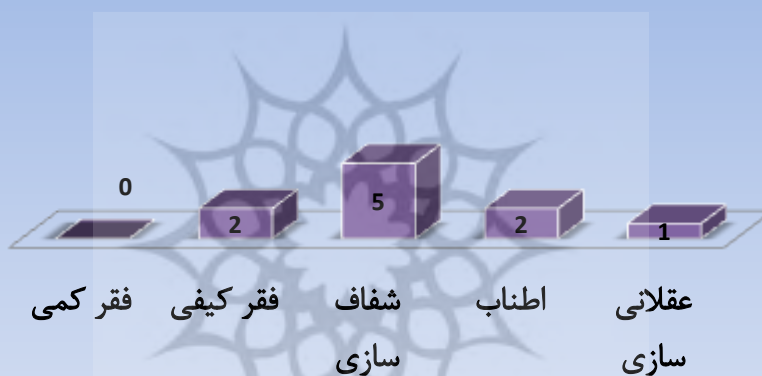 0
2
5
2
1
فقر کمی
فقر کیفی
شفاف
سازی
اطناب
عقلانی
سازی